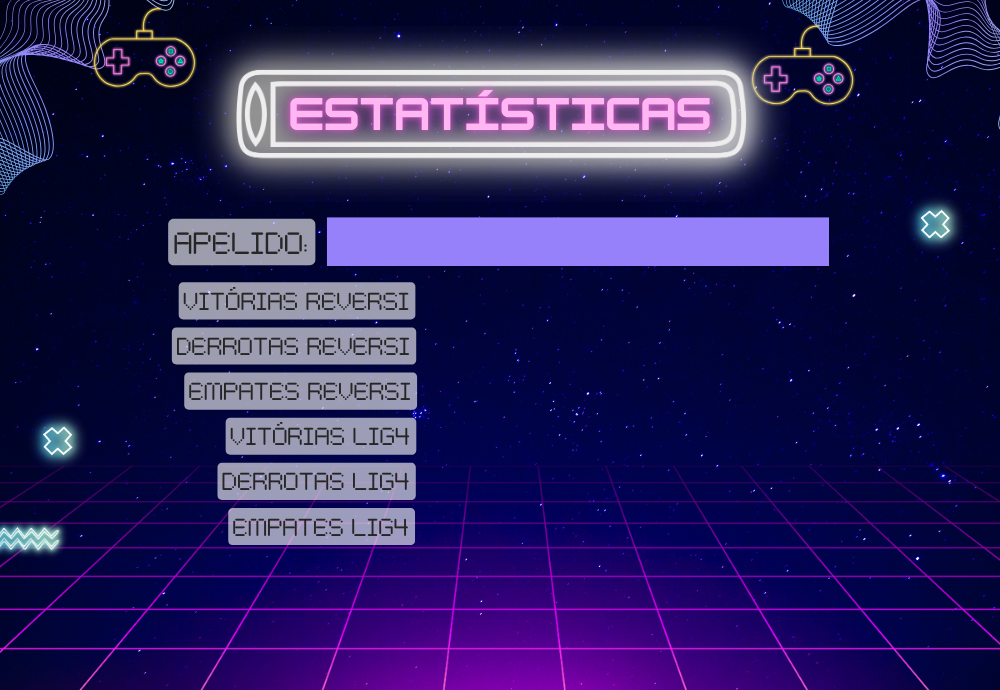 ESTATÍSTICAS
APELIDO:
VITÓRIAS REVERSI
DERROTAS REVERSI
EMPATES REVERSI
VITÓRIAS LIG4
DERROTAS LIG4
EMPATES LIG4